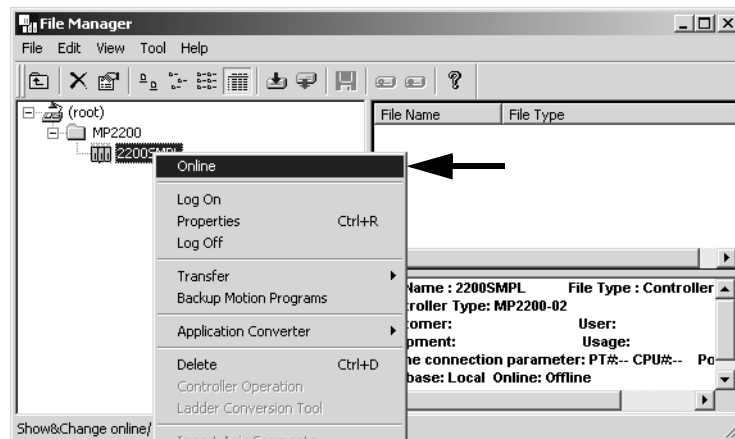 File Manager
File Edit View Tool Help
(root)
File Name File Type
MP2200
2200SMPL
Online
Log On
Properties Ctrl+R
Log Off
Transfer
Name : 2200SMPL File Type : Controller
Backup Motion Programs
troller Type: MP2200-02
tomer: User:
Application Converter
pment: Usage:
ne connection parameter: PT#:-- CPU#:-- Po
Delete Ctrl+D
base: Local Online: Offline
Controller Operation
Ladder Conversion Tool
Show&Change online/